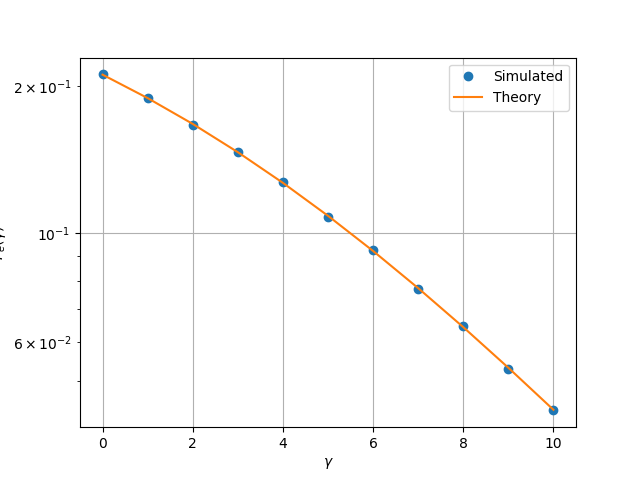 Simulated
Theory
2 × 10⁻¹
10⁻¹
6 × 10⁻²
0 2 4 6 8 10
γ